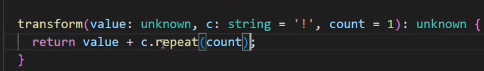 transform(value: unknown, c: string = '!', count = 1): unknown {
return value + c.repeat(count);
}